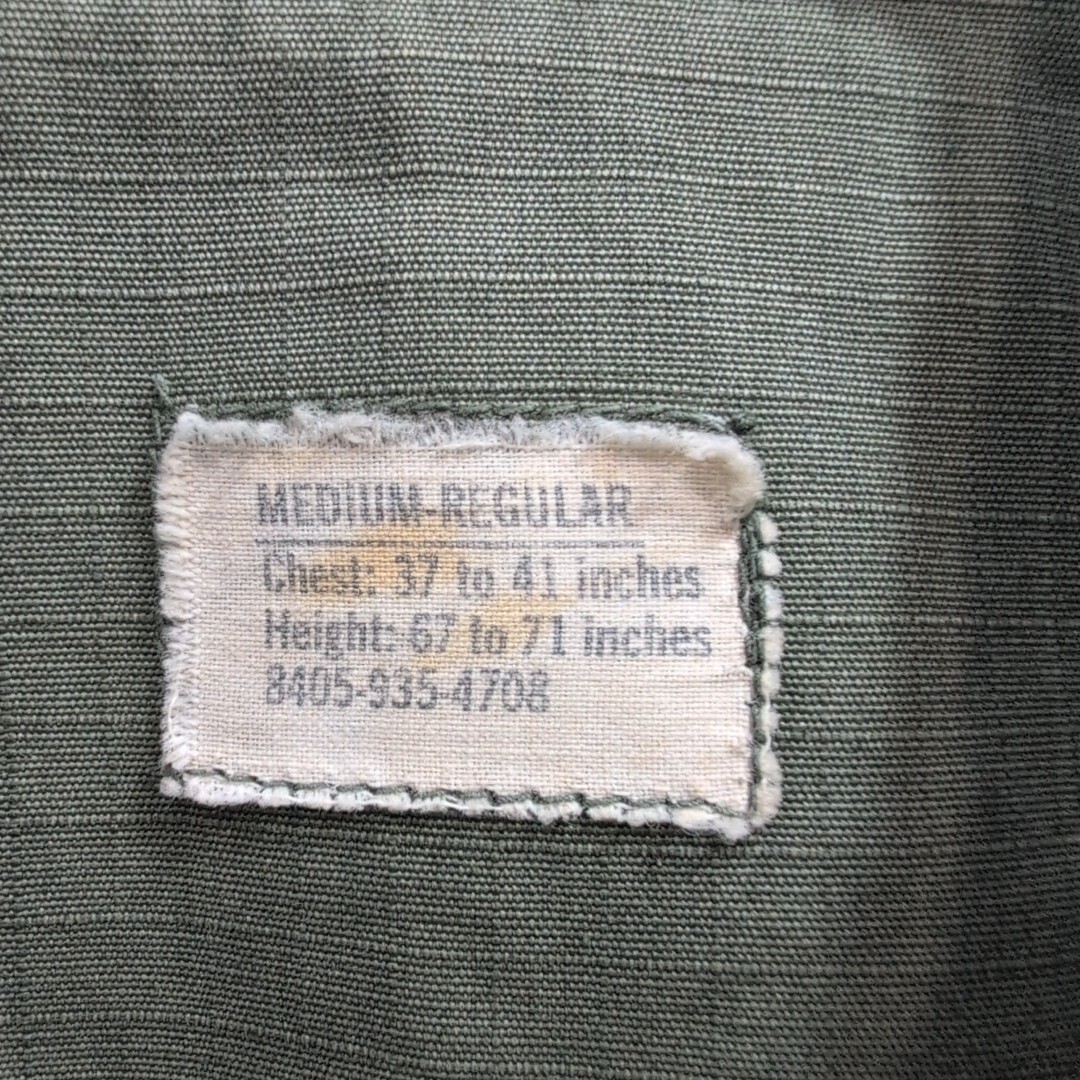 MEDIUM-REGULAR
Chest: 37 to 41 inches
Height: 67 to 71 inches
8405-935-4708